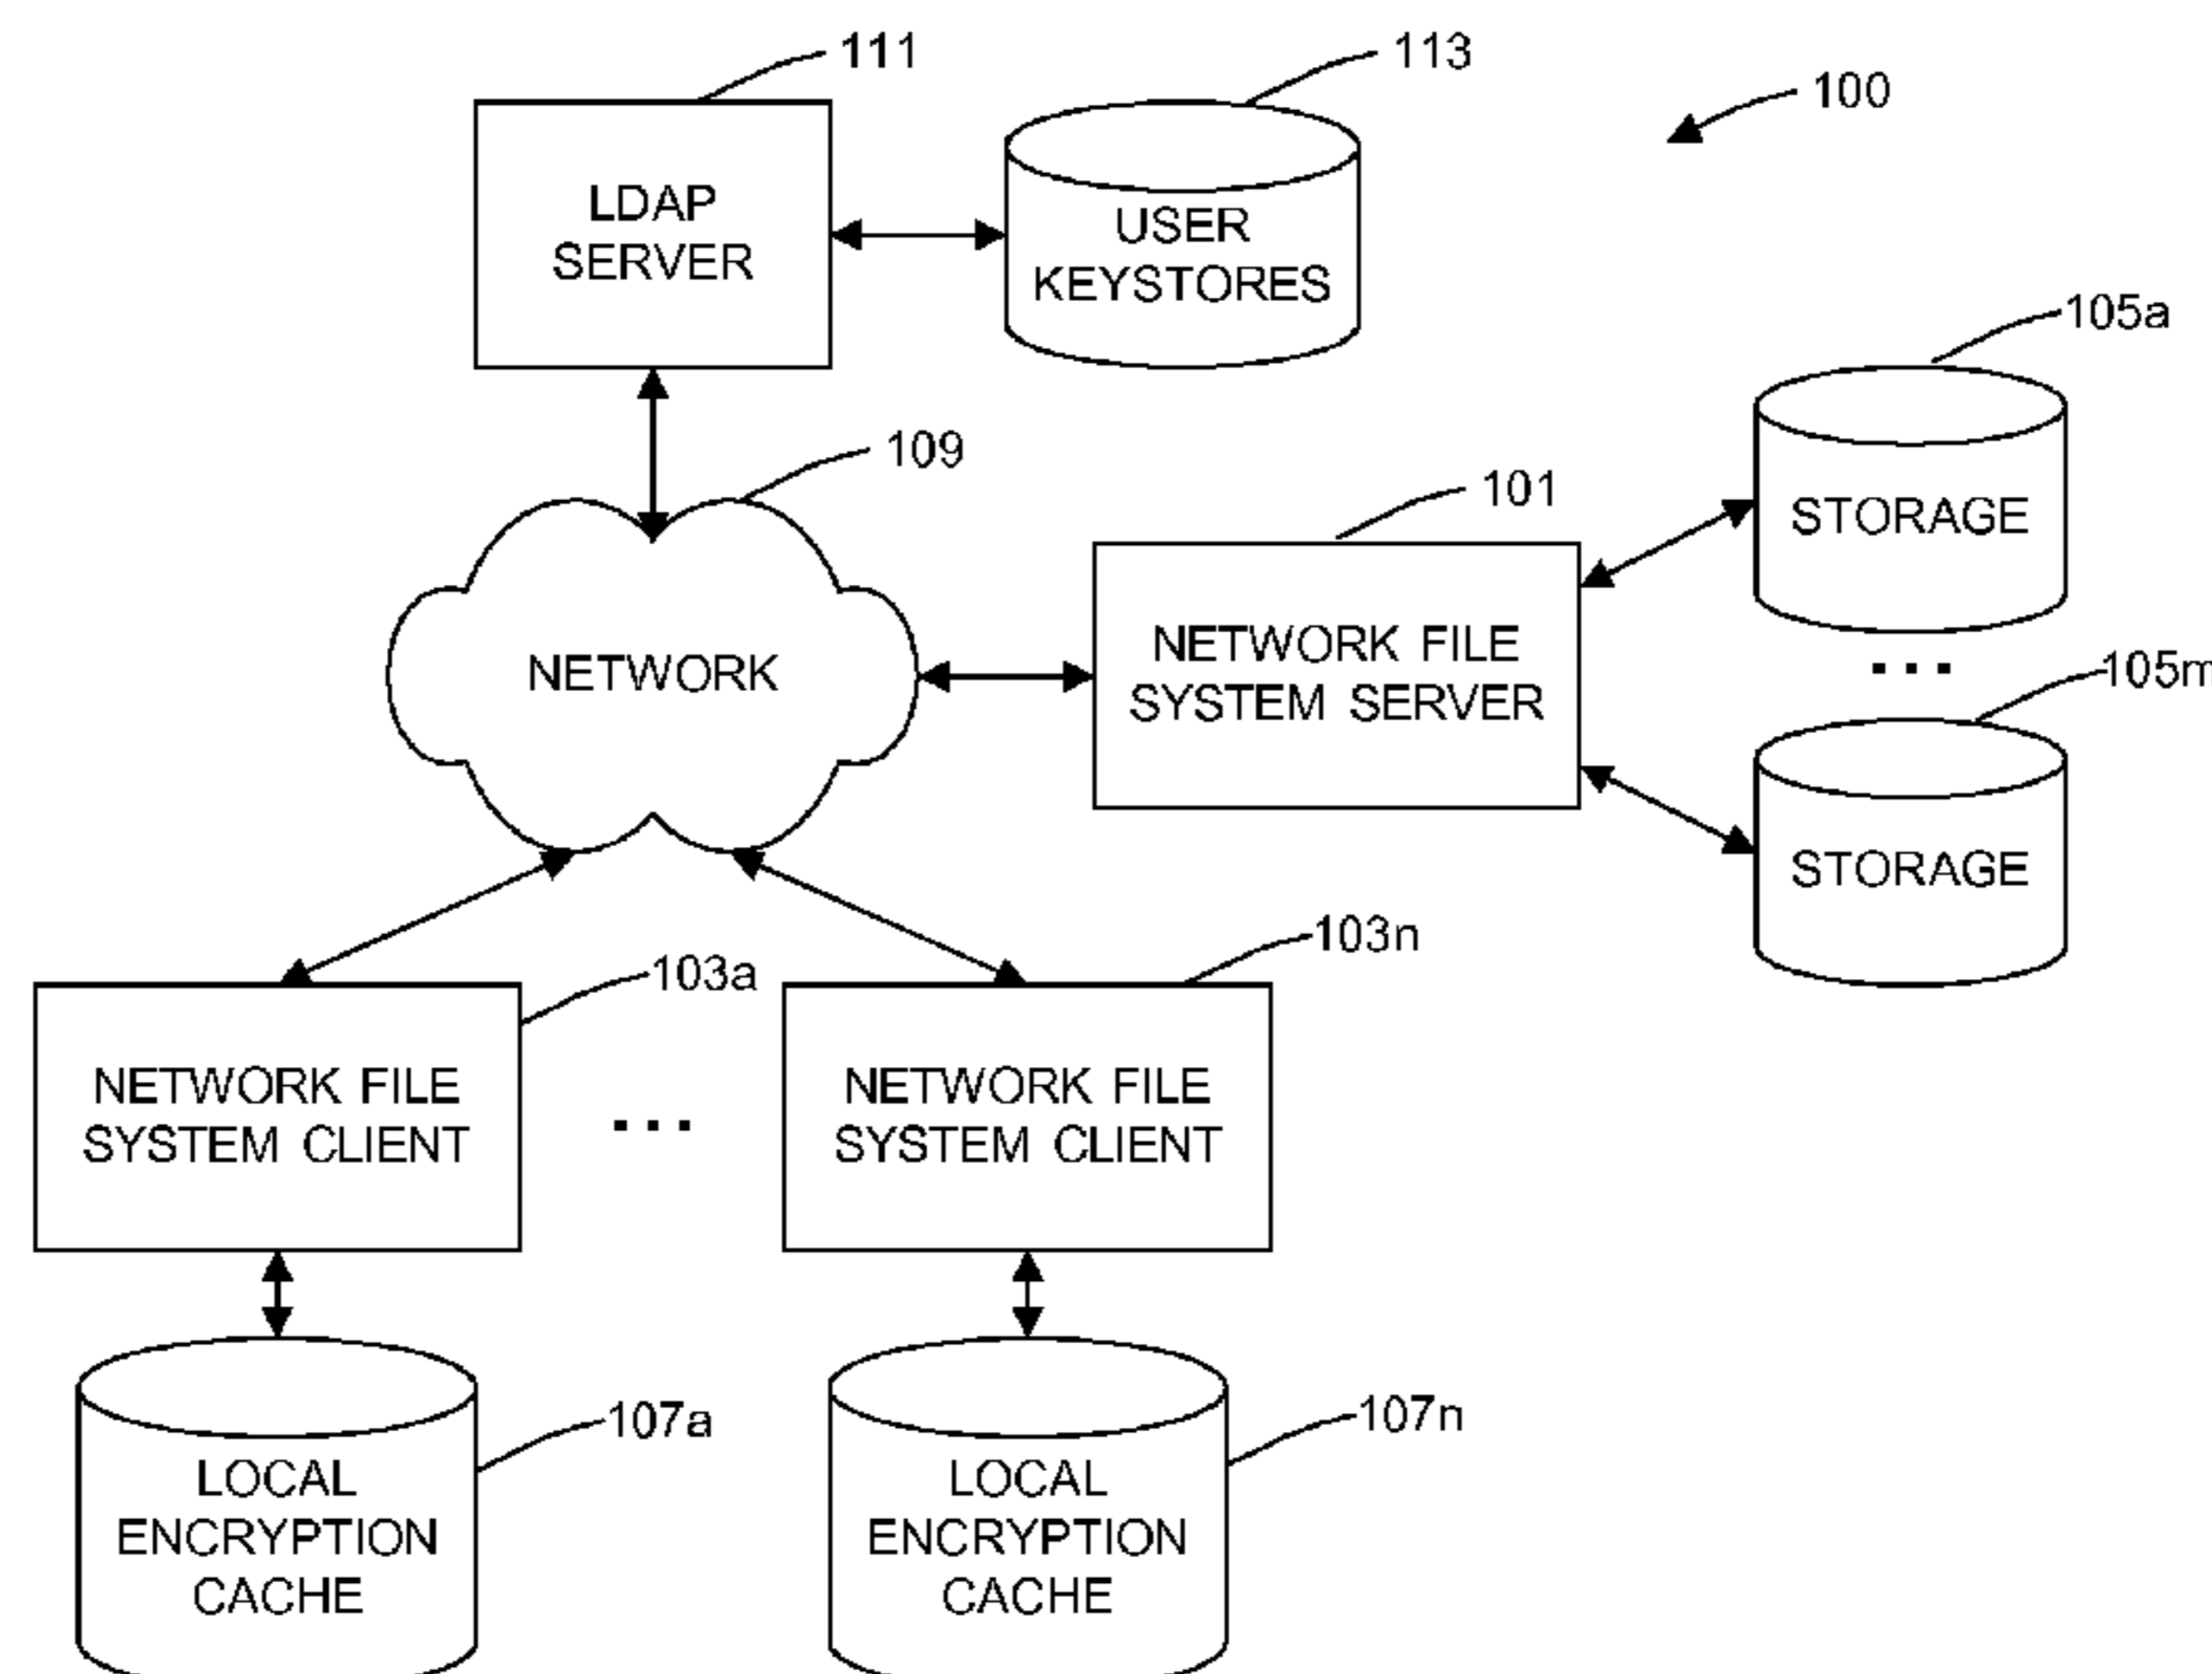 111
113
100
LDAP
SERVER
USER
KEYSTORES
105a
STORAGE
109
101
NETWORK
NETWORK FILE
SYSTEM SERVER
...
105m
STORAGE
103a
103n
NETWORK FILE
SYSTEM CLIENT
...
NETWORK FILE
SYSTEM CLIENT
107a
107n
LOCAL
ENCRYPTION
CACHE
LOCAL
ENCRYPTION
CACHE